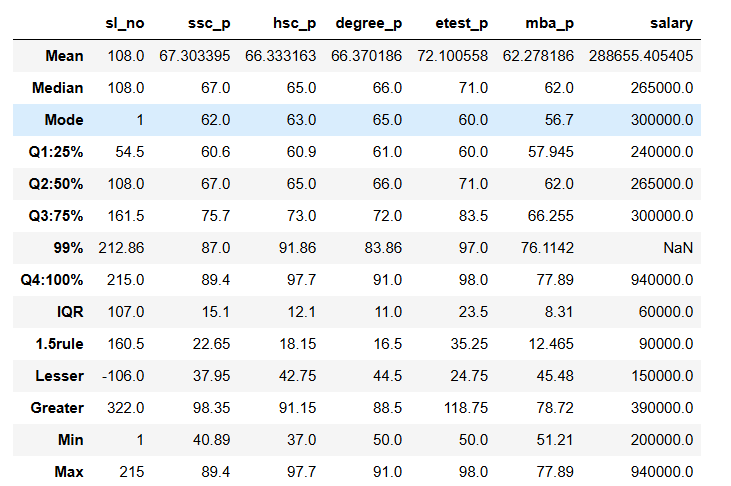 sl_no ssc_p hsc_p degree_p etest_p mba_p salary
Mean 108.0 67.303395 66.333163 66.370186 72.100558 62.278186 288655.405405
Median 108.0 67.0 65.0 66.0 71.0 62.0 265000.0
Mode 1 62.0 63.0 65.0 60.0 56.7 300000.0
Q1:25% 54.5 60.6 60.9 61.0 60.0 57.945 240000.0
Q2:50% 108.0 67.0 65.0 66.0 71.0 62.0 265000.0
Q3:75% 161.5 75.7 73.0 72.0 83.5 66.255 300000.0
99% 212.86 87.0 91.86 83.86 97.0 76.1142 NaN
Q4:100% 215.0 89.4 97.7 91.0 98.0 77.89 940000.0
IQR 107.0 15.1 12.1 11.0 23.5 8.31 60000.0
1.5rule 160.5 22.65 18.15 16.5 35.25 12.465 90000.0
Lesser -106.0 37.95 42.75 44.5 24.75 45.48 150000.0
Greater 322.0 98.35 91.15 88.5 118.75 78.72 390000.0
Min 1 40.89 37.0 50.0 50.0 51.21 200000.0
Max 215 89.4 97.7 91.0 98.0 77.89 940000.0